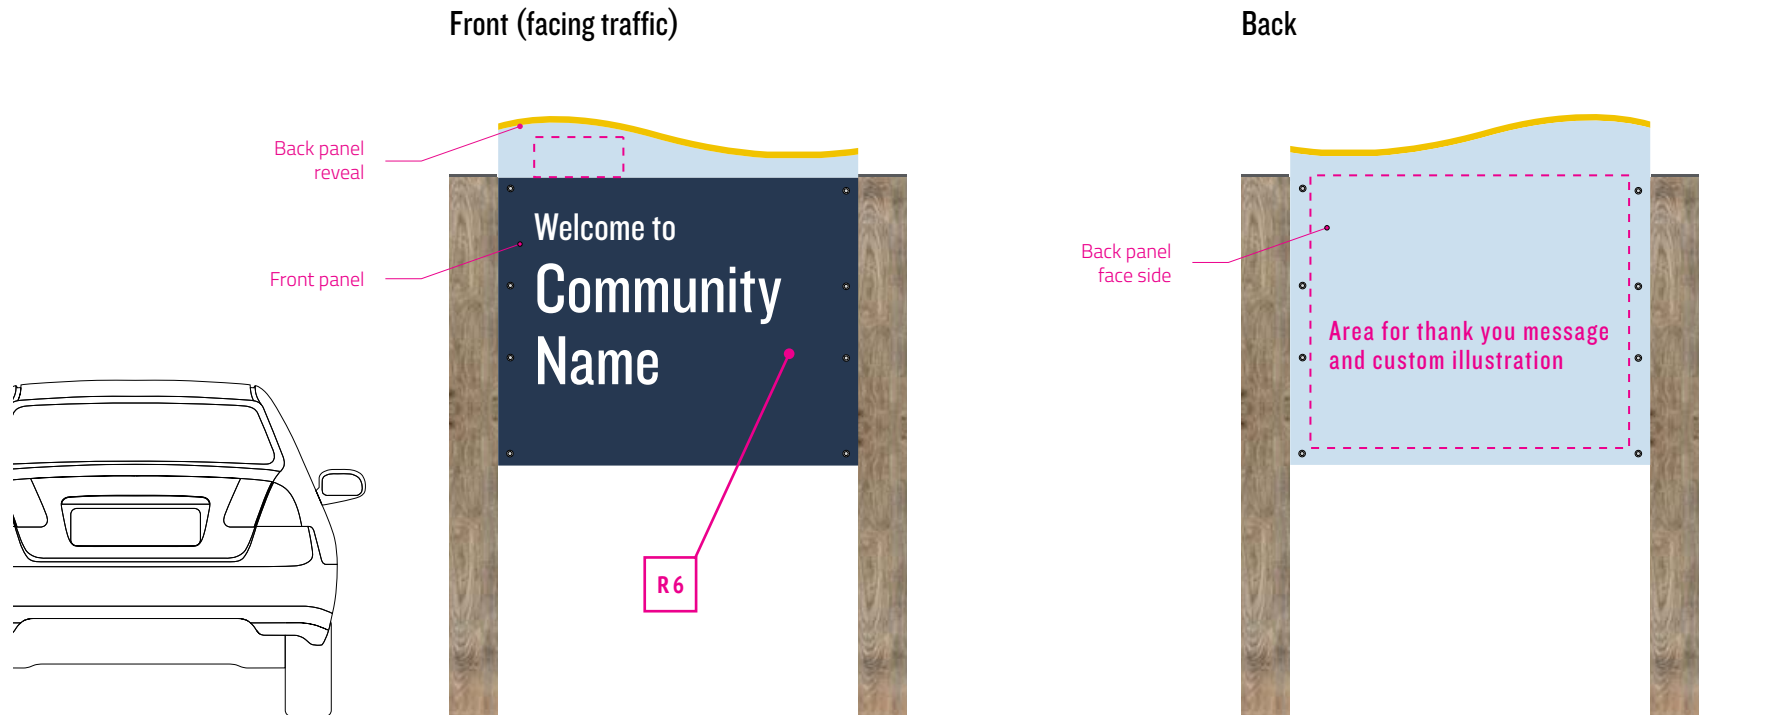 Front (facing traffic)
Back
Back panel
reveal
Welcome to
Front panel
Community
Name
R6
Back panel
face side
Area for thank you message
and custom illustration